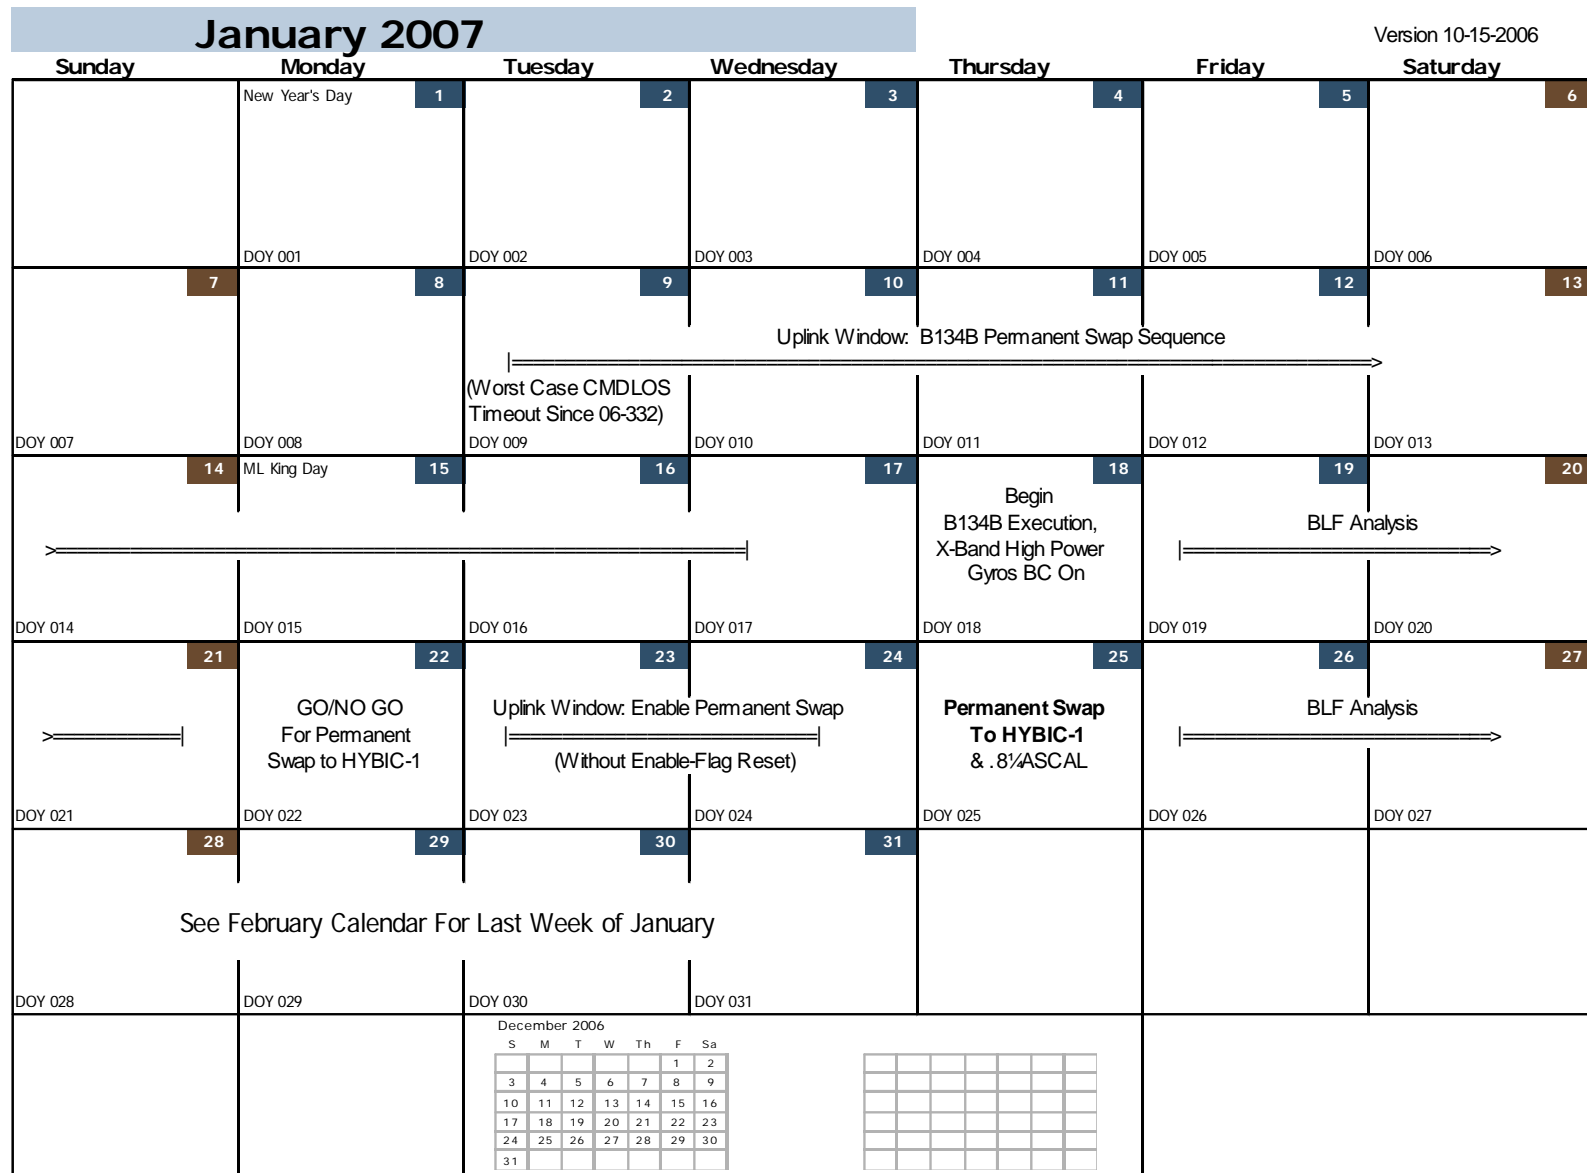 January 2007
Version 10-15-2006
Sunday Monday Tuesday Wednesday Thursday Friday Saturday
New Year's Day 1 2 3 4 5 6
DOY 001 DOY 002 DOY 003 DOY 004 DOY 005 DOY 006
7 8 9 10 11 12 13
Uplink Window: B134B Permanent Swap Sequence
|==========>
(Worst Case CMDLOS
Timeout Since 06-332)
DOY 007 DOY 008 DOY 009 DOY 010 DOY 011 DOY 012 DOY 013
14 ML King Day 15 16 17 18 19 20
Begin
B134B Execution,
X-Band High Power
Gyros BC On
BLF Analysis
>==========|
|==========>
DOY 014 DOY 015 DOY 016 DOY 017 DOY 018 DOY 019 DOY 020
21 22 23 24 25 26 27
>==========|
GO/NO GO
For Permanent
Swap to HYBIC-1
Uplink Window: Enable Permanent Swap
|==========|
(Without Enable-Flag Reset)
Permanent Swap
To HYBIC-1
& .8¼ASCAL
BLF Analysis
|==========>
DOY 021 DOY 022 DOY 023 DOY 024 DOY 025 DOY 026 DOY 027
28 29 30 31
See February Calendar For Last Week of January
DOY 028 DOY 029 DOY 030 DOY 031
December 2006
S M T W Th F Sa
1 2
3 4 5 6 7 8 9
10 11 12 13 14 15 16
17 18 19 20 21 22 23
24 25 26 27 28 29 30
31